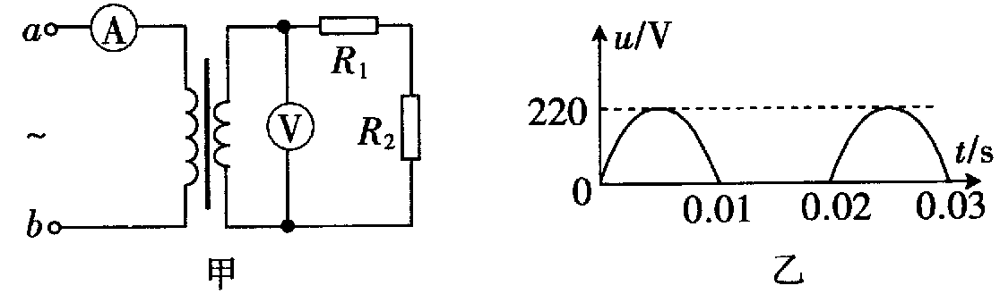 a
A
R₁
V
R₂
~
b
甲
u/V
220
t/s
0
0.01
0.02
0.03
乙